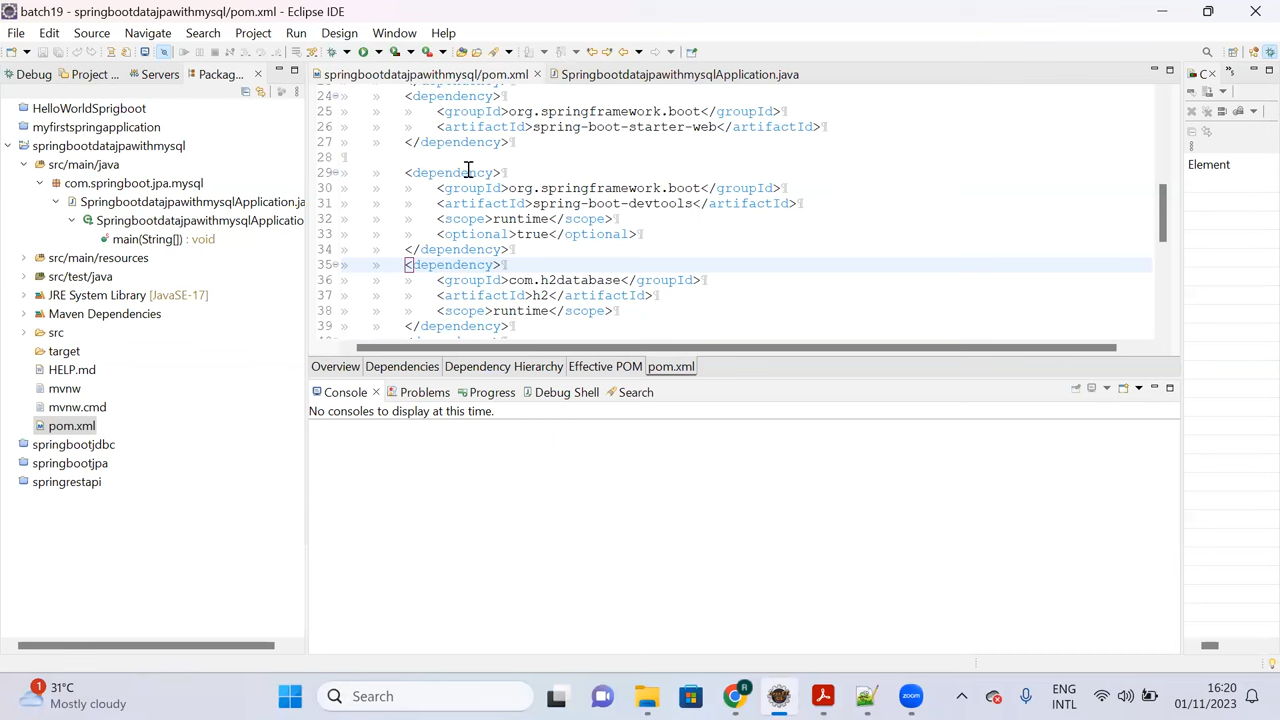 batch19 - springbootdatajpawithmysql/pom.xml - Eclipse IDE
File Edit Source Navigate Search Project Run Window Help
Debug Project ... Servers Packag...
springbootdatajpawithmysql/pom.xml SpringbootdatajpawithmysqlApplication.java
HelloWorldSprigboot
myfirstspringapplication
springbootdatajpawithmysql
src/main/java
com.springboot.jpa.mysql
SpringbootdatajpawithmysqlApplication.ja
SpringbootdatajpawithmysqlApplicatio
main(String[]) : void
src/main/resources
src/test/java
JRE System Library [JavaSE-17]
Maven Dependencies
src
target
HELP.md
mvnw
mvnw.cmd
pom.xml
springbootjdbc
springbootjpa
springrestapi
24 <dependency>
25 <groupId>org.springframework.boot</groupId>
26 <artifactId>spring-boot-starter-web</artifactId>
27 </dependency>
28
29 <dependency>
30 <groupId>org.springframework.boot</groupId>
31 <artifactId>spring-boot-devtools</artifactId>
32 <scope>runtime</scope>
33 <optional>true</optional>
34 </dependency>
35 <dependency>
36 <groupId>com.h2database</groupId>
37 <artifactId>h2</artifactId>
38 <scope>runtime</scope>
39 </dependency>
Overview Dependencies Dependency Hierarchy Effective POM pom.xml
Console Problems Progress Debug Shell Search
No consoles to display at this time.
Element
31°C
Mostly cloudy
Search
ENG
INTL
16:20
01/11/2023